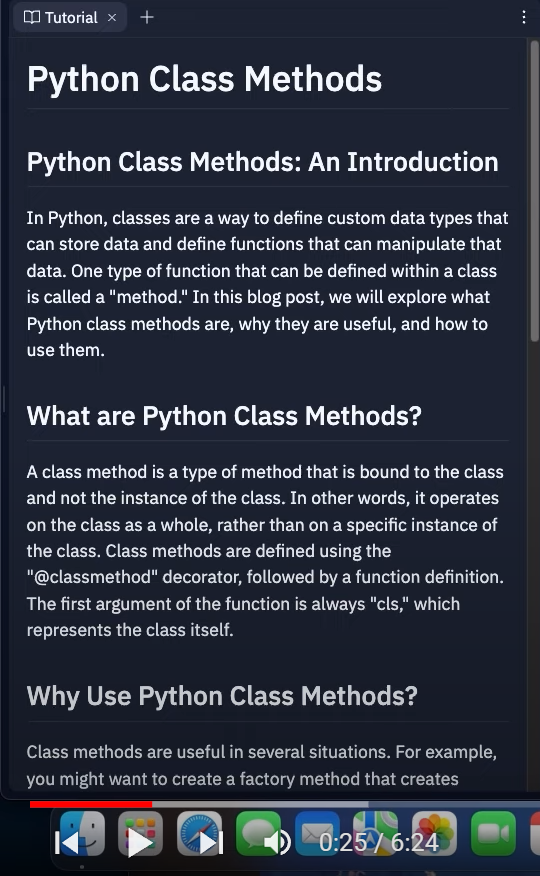 Tutorial
Python Class Methods
Python Class Methods: An Introduction
In Python, classes are a way to define custom data types that
can store data and define functions that can manipulate that
data. One type of function that can be defined within a class
is called a "method." In this blog post, we will explore what
Python class methods are, why they are useful, and how to
use them.
What are Python Class Methods?
A class method is a type of method that is bound to the class
and not the instance of the class. In other words, it operates
on the class as a whole, rather than on a specific instance of
the class. Class methods are defined using the
"@classmethod" decorator, followed by a function definition.
The first argument of the function is always "cls," which
represents the class itself.
Why Use Python Class Methods?
Class methods are useful in several situations. For example,
you might want to create a factory method that creates
0:25 / 6:24